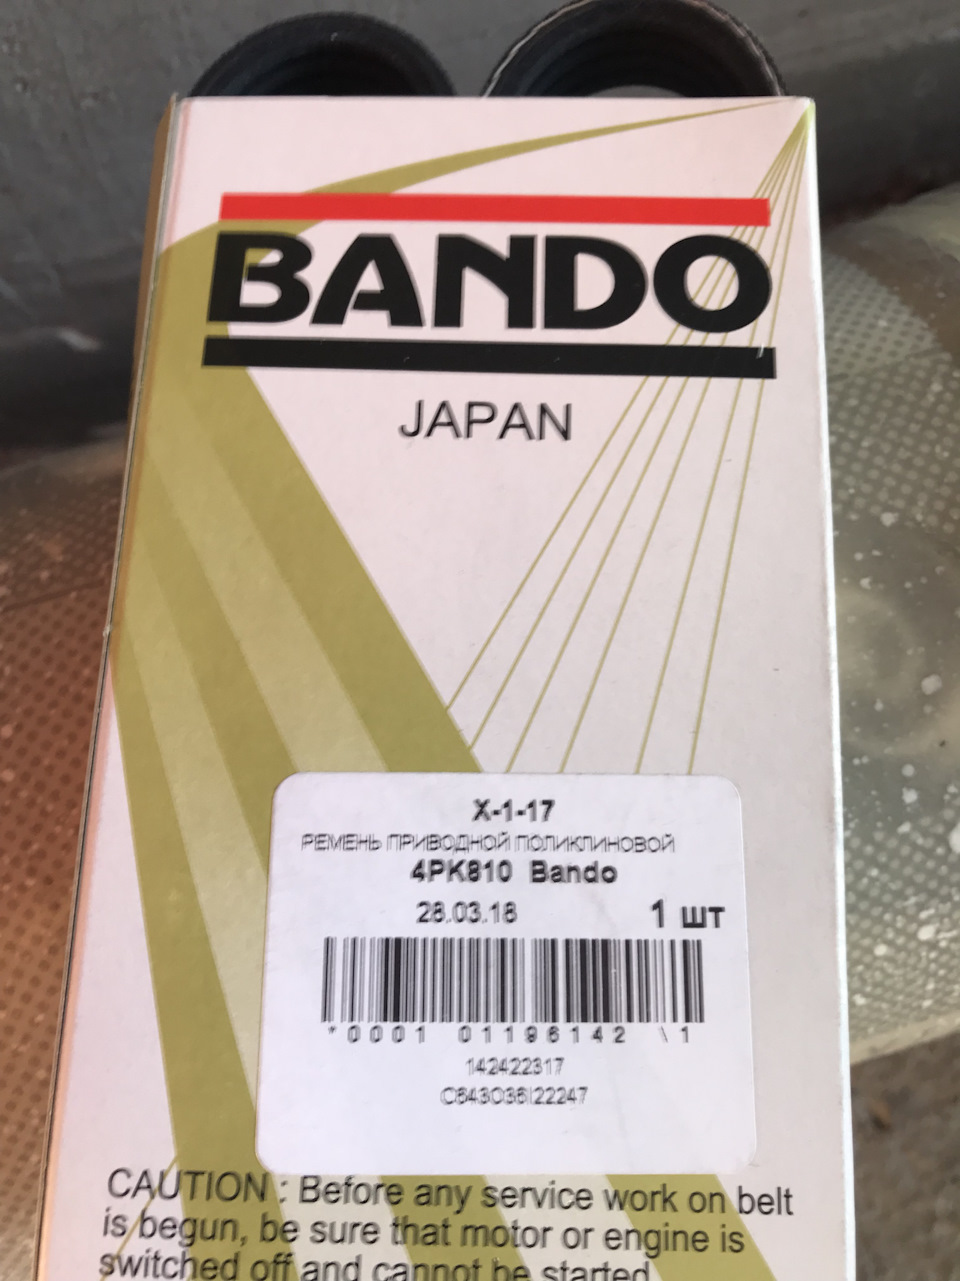 BANDO
JAPAN
X-1-17
РЕМЕНЬ ПРИВОДНОЙ ПОЛИКЛИНОВОЙ
4PK810 Bando
28.03.18 1 шт
*0001 01196142 \1
142422317
C643O36I22247
CAUTION : Before any service work on belt
is begun, be sure that motor or engine is
switched off and cannot be started